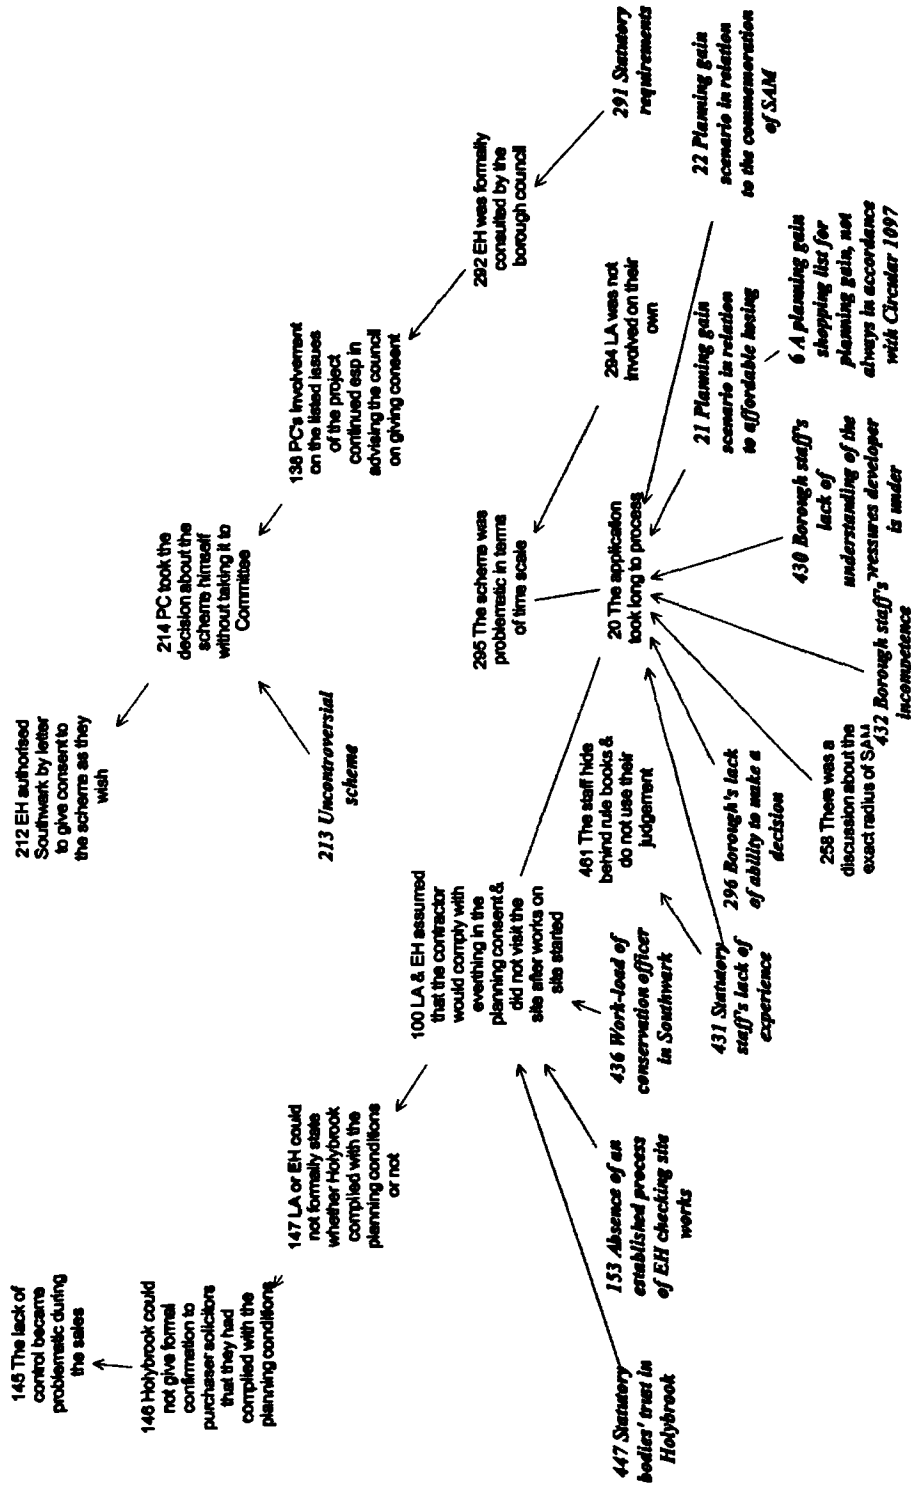 145 The lack of
control became
problematic during
the sales
146 Holybrook could
not give formal
confirmation to
purchaser solicitors
that they had
complied with the
planning conditions
147 LA or EH could
not formally state
whether Holybrook
complied with the
planning conditions
or not
212 EH authorised
Southwark by letter
to give consent to
the scheme as they
wish
214 PC took the
decision about the
scheme himself
without taking it to
Committee
213 Uncontroversial
scheme
138 PC's involvement
on the listed issues
of the project
continued esp in
advising the council
on giving consent
292 EH was formally
consulted by the
borough council
291 Statutory
requirements
100 LA & EH assumed
that the contractor
would comply with
everthing in the
planning consent &
did not visit the
site after works on
site started
295 The scheme was
problematic in terms
of time scale
294 LA was not
involved on their
own
20 The application
took long to process
447 Statutory
bodies' trust in
Holybrook
153 Absence of an
established process
of EH checking site
works
436 Work-load of
conservation officer
in Southwark
461 The staff hide
behind rule books &
do not use their
judgement
431 Statutory
staff's lack of
experience
296 Borough's lack
of ability to make a
decision
258 There was a
discussion about the
exact radius of SAM
432 Borough staff's
incompetence
430 Borough staff's
lack of
understanding of the
pressures developer
is under
21 Planning gain
scenario in relation
to affordable hosing
6 A planning gain
shopping list for
planning gain, not
always in accordance
with Circular 1097
22 Planning gain
scenario in relation
to the commemoration
of SAM